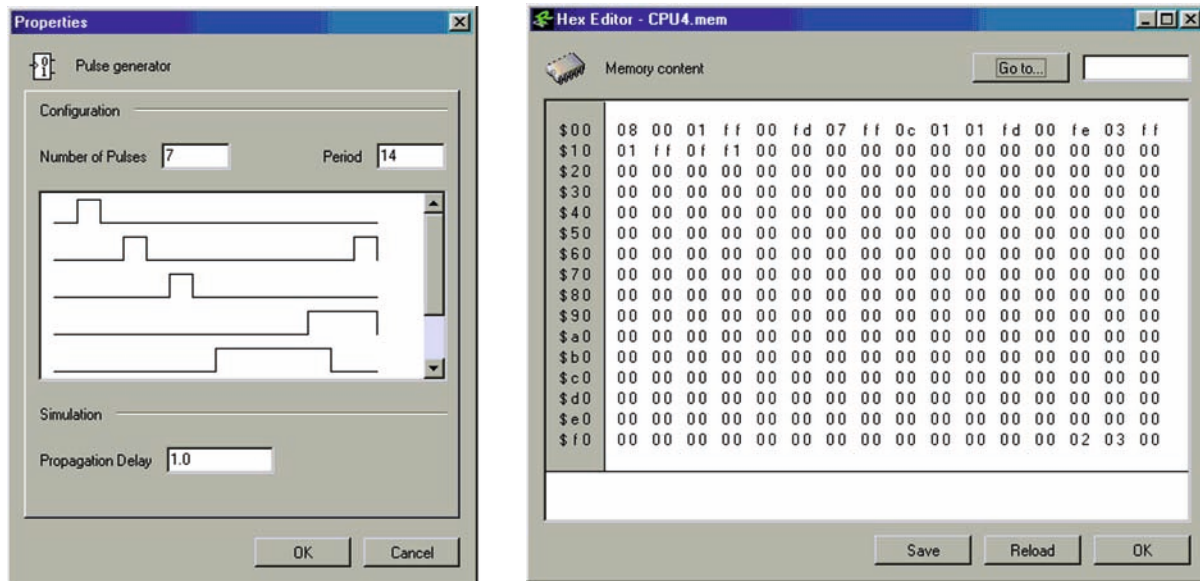 Properties
Pulse generator
Configuration
Number of Pulses 7 Period 14
Simulation
Propagation Delay 1.0
OK Cancel
Hex Editor - CPU4.mem
Memory content Go to...
$00 08 00 01 ff 00 fd 07 ff 0c 01 01 fd 00 fe 03 ff
$10 01 ff 0f f1 00 00 00 00 00 00 00 00 00 00 00 00
$20 00 00 00 00 00 00 00 00 00 00 00 00 00 00 00 00
$30 00 00 00 00 00 00 00 00 00 00 00 00 00 00 00 00
$40 00 00 00 00 00 00 00 00 00 00 00 00 00 00 00 00
$50 00 00 00 00 00 00 00 00 00 00 00 00 00 00 00 00
$60 00 00 00 00 00 00 00 00 00 00 00 00 00 00 00 00
$70 00 00 00 00 00 00 00 00 00 00 00 00 00 00 00 00
$80 00 00 00 00 00 00 00 00 00 00 00 00 00 00 00 00
$90 00 00 00 00 00 00 00 00 00 00 00 00 00 00 00 00
$a0 00 00 00 00 00 00 00 00 00 00 00 00 00 00 00 00
$b0 00 00 00 00 00 00 00 00 00 00 00 00 00 00 00 00
$c0 00 00 00 00 00 00 00 00 00 00 00 00 00 00 00 00
$d0 00 00 00 00 00 00 00 00 00 00 00 00 00 00 00 00
$e0 00 00 00 00 00 00 00 00 00 00 00 00 00 00 00 00
$f0 00 00 00 00 00 00 00 00 00 00 00 00 00 02 03 00
Save Reload OK